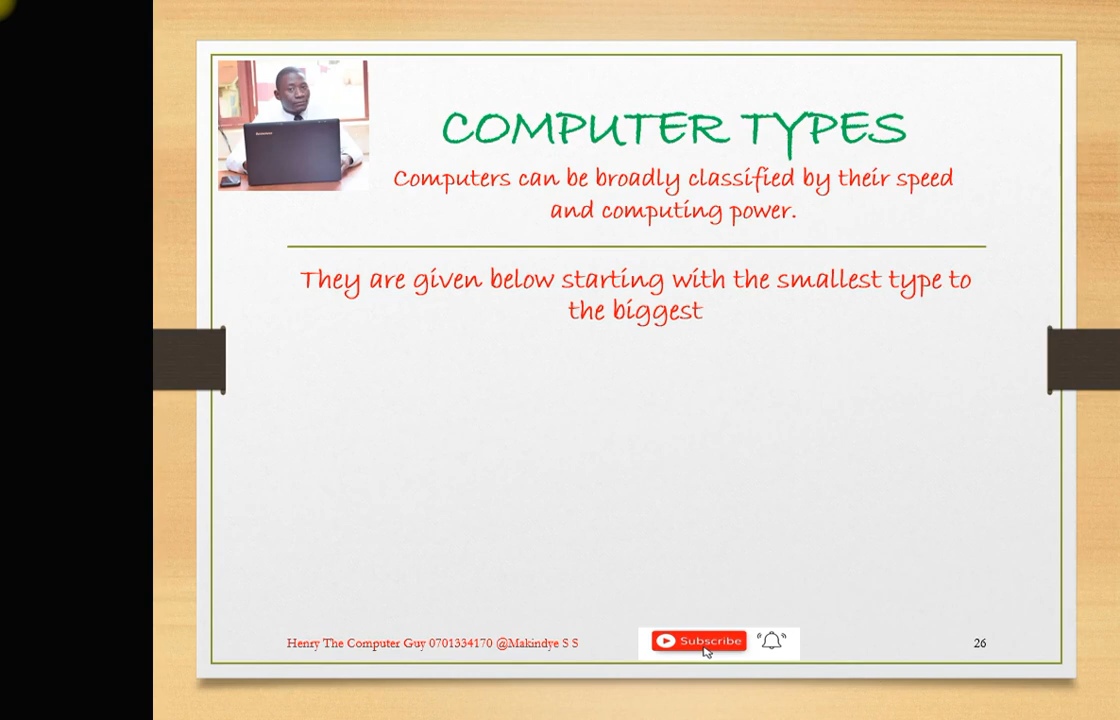 COMPUTER TYPES
Computers can be broadly classified by their speed
and computing power.
They are given below starting with the smallest type to
the biggest
Henry The Computer Guy 0701334170 @Makindye S S
Subscribe
26